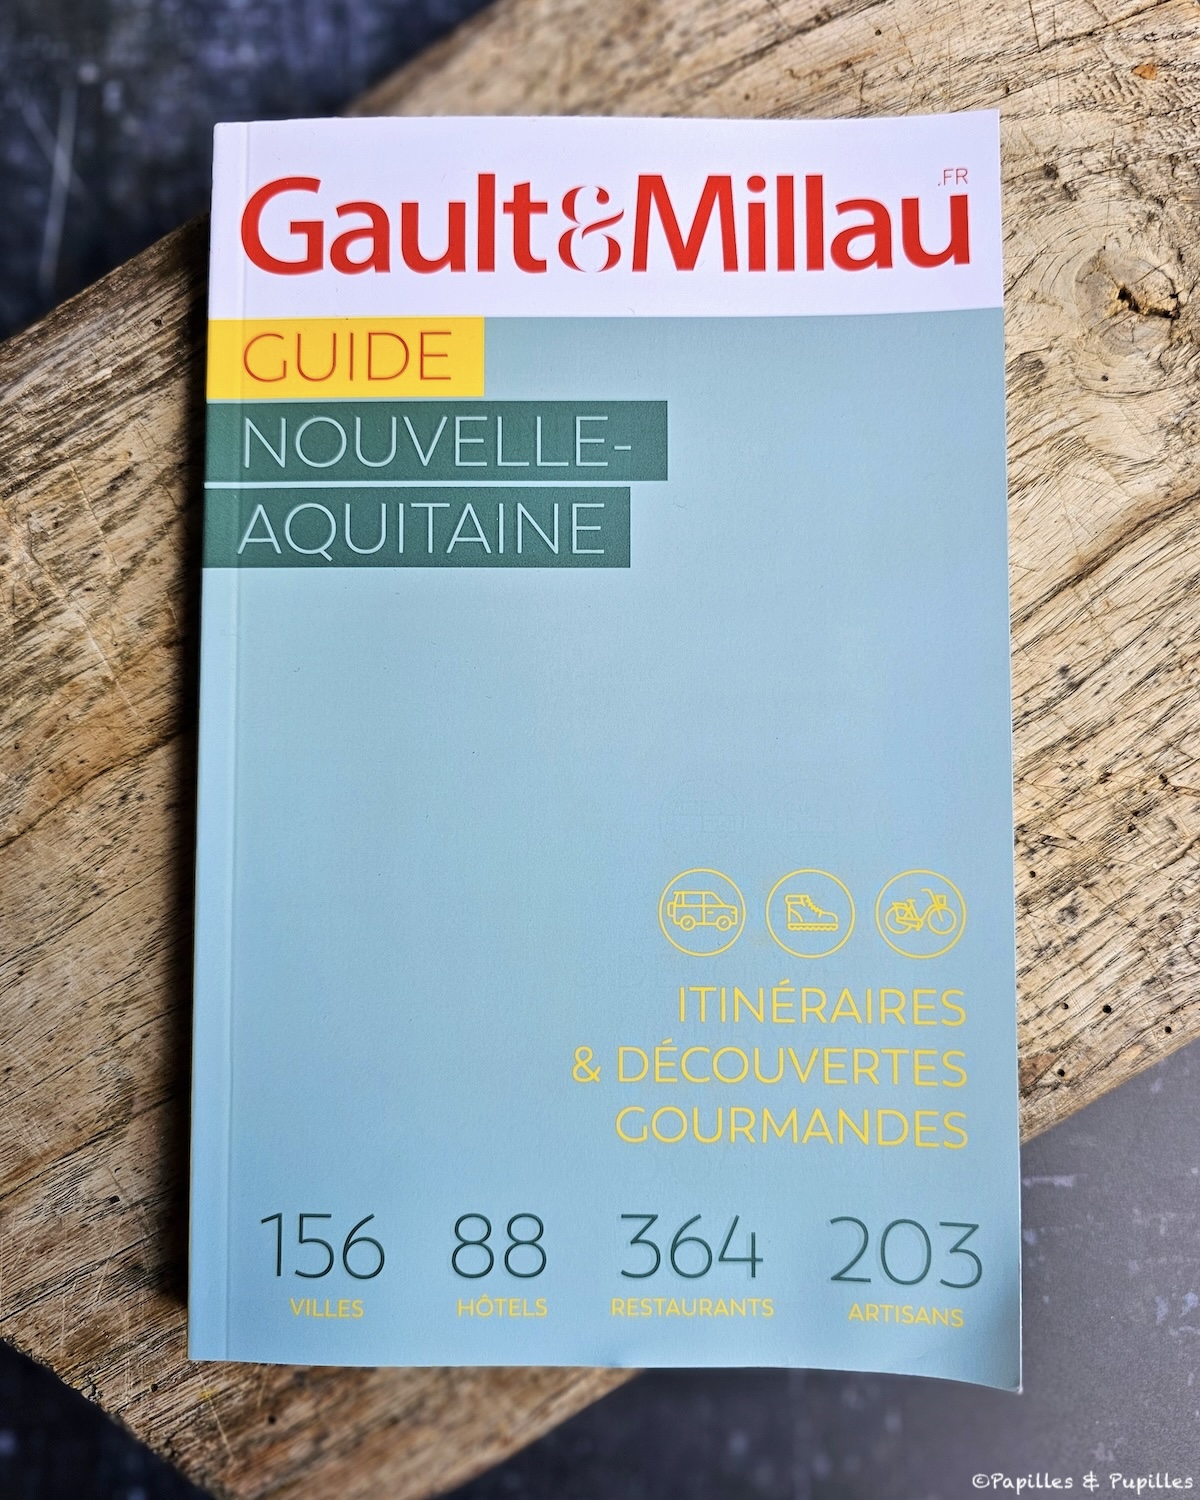 Gault&Millau
.FR
GUIDE
NOUVELLE-
AQUITAINE
ITINÉRAIRES
& DÉCOUVERTES
GOURMANDES
156 88 364 203
VILLES HÔTELS RESTAURANTS ARTISANS
©Papilles & Pupilles